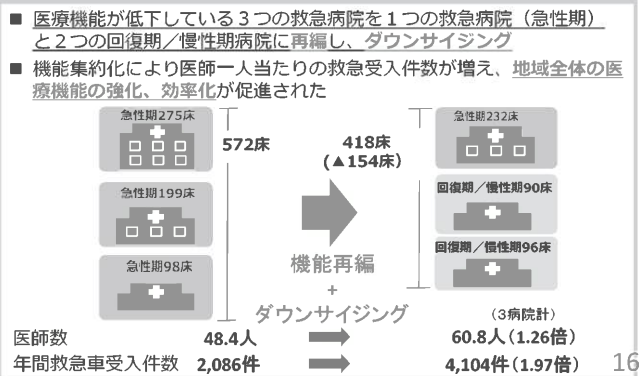 ■ 医療機能が低下している３つの救急病院を１つの救急病院（急性期）
と２つの回復期／慢性期病院に再編し、ダウンサイジング
■ 機能集約化により医師一人当たりの救急受入件数が増え、地域全体の医
療機能の強化、効率化が促進された
急性期275床
572床
急性期199床
急性期98床
418床
(▲154床)
機能再編
+
ダウンサイジング
急性期232床
回復期／慢性期90床
回復期／慢性期96床
（３病院計）
医師数 48.4人 60.8人(1.26倍)
年間救急車受入件数 2,086件 4,104件(1.97倍)
16